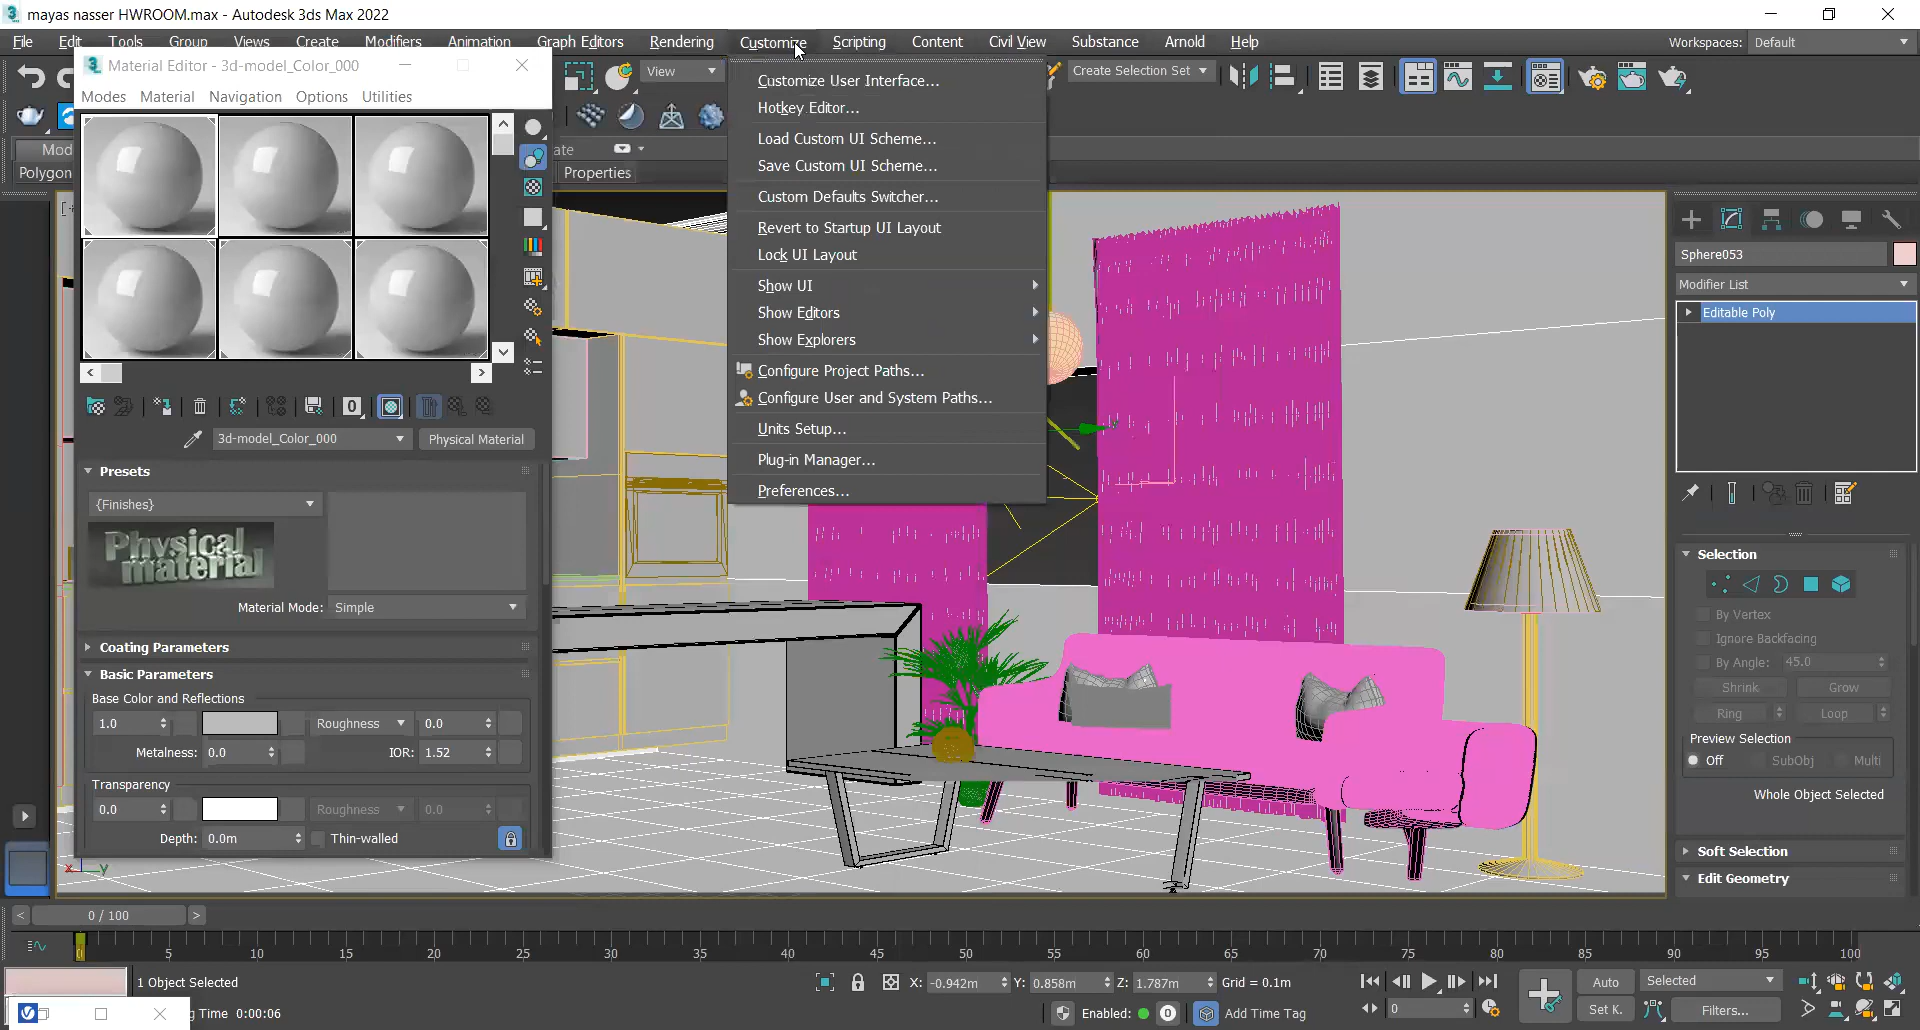 mayas nasser HWROOM.max - Autodesk 3ds Max 2022
File Edit Tools Group Views Create Modifiers Animation Graph Editors Rendering Customize Scripting Content Civil View Substance Arnold Help Workspaces: Default
Material Editor - 3d-model_Color_000
View
Create Selection Set
Modes Material Navigation Options Utilities
Customize User Interface...
Hotkey Editor...
Load Custom UI Scheme...
Save Custom UI Scheme...
Custom Defaults Switcher...
Revert to Startup UI Layout
Lock UI Layout
Show UI
Show Editors
Show Explorers
Configure Project Paths...
Configure User and System Paths...
Units Setup...
Plug-in Manager...
Preferences...
Mod
ate
Polygon
Properties
[+
Sphere053
Modifier List
Editable Poly
0
3d-model_Color_000 Physical Material
Presets
{Finishes}
Physical material
Material Mode: Simple
Coating Parameters
Basic Parameters
Base Color and Reflections
1.0 Roughness 0.0
Metalness: 0.0 IOR: 1.52
Transparency
0.0 Roughness 0.0
Depth: 0.0m Thin-walled
Selection
By Vertex
Ignore Backfacing
By Angle: 45.0
Shrink Grow
Ring Loop
Preview Selection
Off SubObj Multi
Whole Object Selected
Soft Selection
Edit Geometry
x y
< 0 / 100 >
0 5 10 15 20 25 30 35 40 45 50 55 60 65 70 75 80 85 90 95 100
1 Object Selected
X: -0.942m Y: 0.858m Z: 1.787m Grid = 0.1m
Auto Selected
g Time 0:00:06
Enabled: 0 Add Time Tag
0
Set K. Filters...